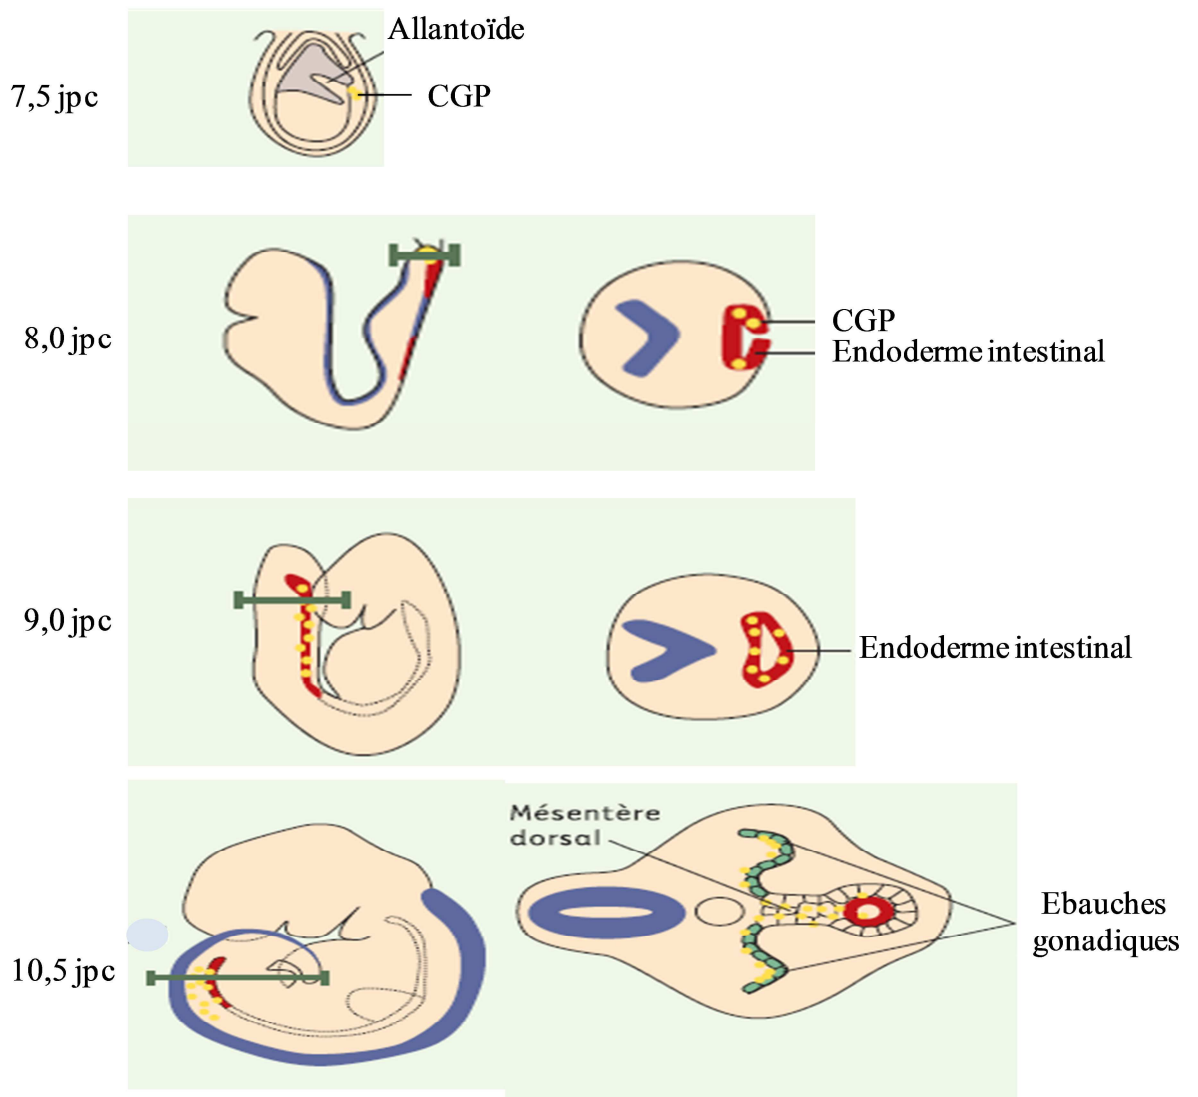 Allantoïde
7,5 jpc
CGP
8,0 jpc
CGP
Endoderme intestinal
9,0 jpc
Endoderme intestinal
Mésentère
dorsal
10,5 jpc
Ebauches
gonadiques